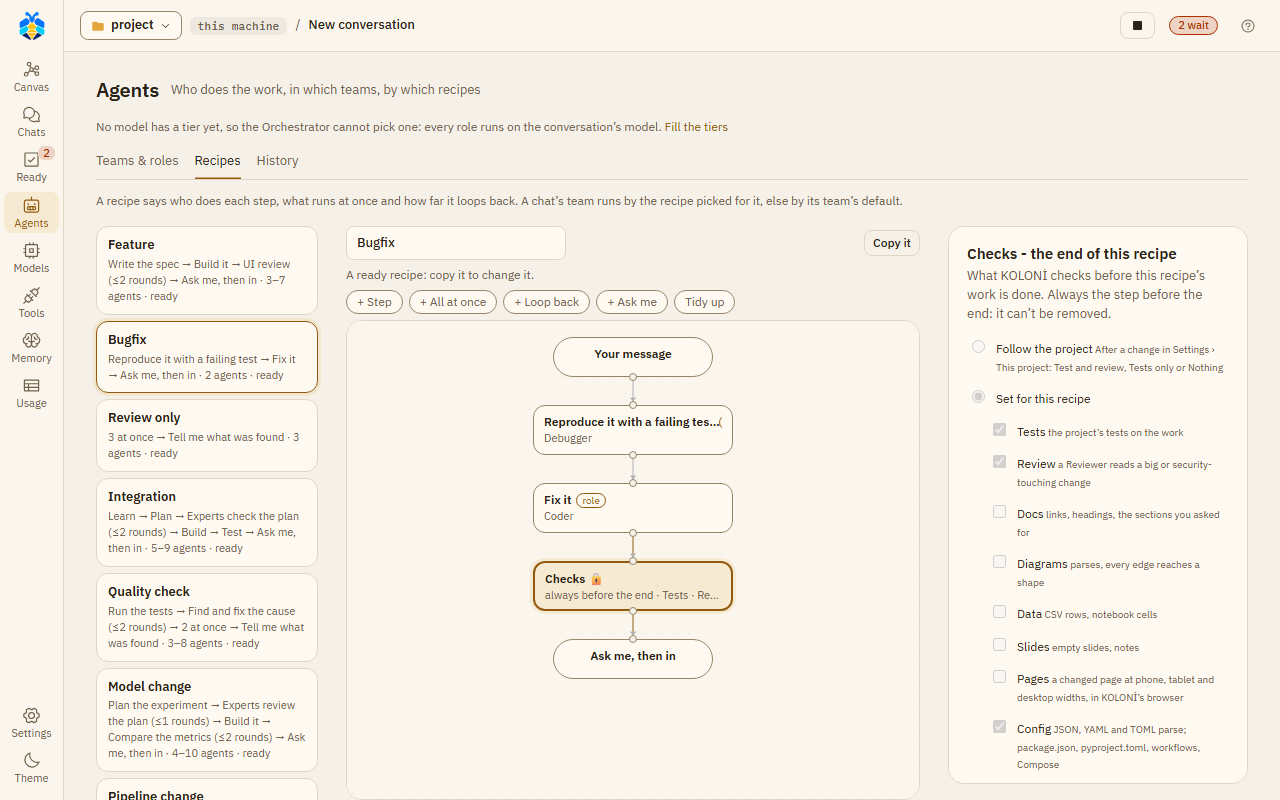 project
this machine / New conversation
2 wait
Canvas
Chats
2
Ready
Agents
Models
Tools
Memory
Usage
Settings
Theme
Agents Who does the work, in which teams, by which recipes
No model has a tier yet, so the Orchestrator cannot pick one: every role runs on the conversation's model. Fill the tiers
Teams & roles Recipes History
A recipe says who does each step, what runs at once and how far it loops back. A chat's team runs by the recipe picked for it, else by its team's default.
Feature
Write the spec → Build it → UI review
(≤2 rounds) → Ask me, then in · 3–7
agents · ready
Bugfix
Reproduce it with a failing test → Fix it
→ Ask me, then in · 2 agents · ready
Review only
3 at once → Tell me what was found · 3
agents · ready
Integration
Learn → Plan → Experts check the plan
(≤2 rounds) → Build → Test → Ask me,
then in · 5–9 agents · ready
Quality check
Run the tests → Find and fix the cause
(≤2 rounds) → 2 at once → Tell me what
was found · 3–8 agents · ready
Model change
Plan the experiment → Experts review
the plan (≤1 rounds) → Build it →
Compare the metrics (≤2 rounds) → Ask
me, then in · 4–10 agents · ready
Pipeline change
Bugfix
Copy it
A ready recipe: copy it to change it.
+ Step + All at once + Loop back + Ask me Tidy up
Your message
Reproduce it with a failing tes...(
Debugger
Fix it role
Coder
Checks 🔒
always before the end · Tests · Re...
Ask me, then in
Checks - the end of this recipe
What KOLONİ checks before this recipe's
work is done. Always the step before the
end: it can't be removed.
Follow the project After a change in Settings ›
This project: Test and review, Tests only or Nothing
Set for this recipe
Tests the project's tests on the work
Review a Reviewer reads a big or security-
touching change
Docs links, headings, the sections you asked
for
Diagrams parses, every edge reaches a
shape
Data CSV rows, notebook cells
Slides empty slides, notes
Pages a changed page at phone, tablet and
desktop widths, in KOLONİ's browser
Config JSON, YAML and TOML parse;
package.json, pyproject.toml, workflows,
Compose